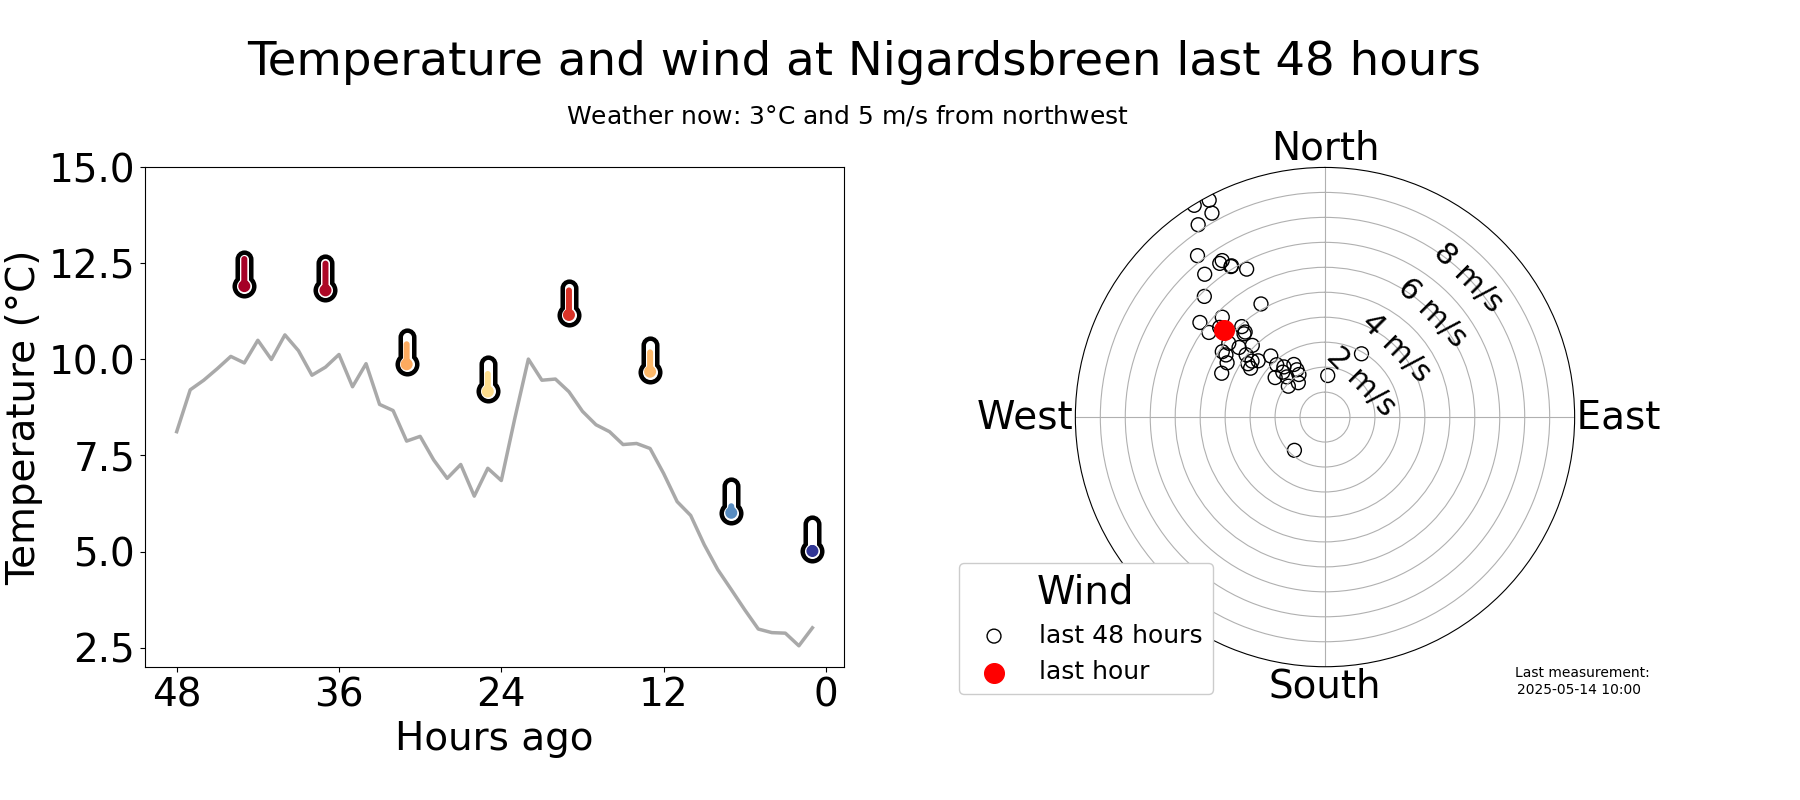 Temperature and wind at Nigardsbreen last 48 hours
Weather now: 3°C and 5 m/s from northwest
Temperature (°C)
15.0
12.5
10.0
7.5
5.0
2.5
48
36
24
12
0
Hours ago
North
West
East
South
8 m/s
6 m/s
4 m/s
2 m/s
Wind
last 48 hours
last hour
Last measurement:
2025-05-14 10:00